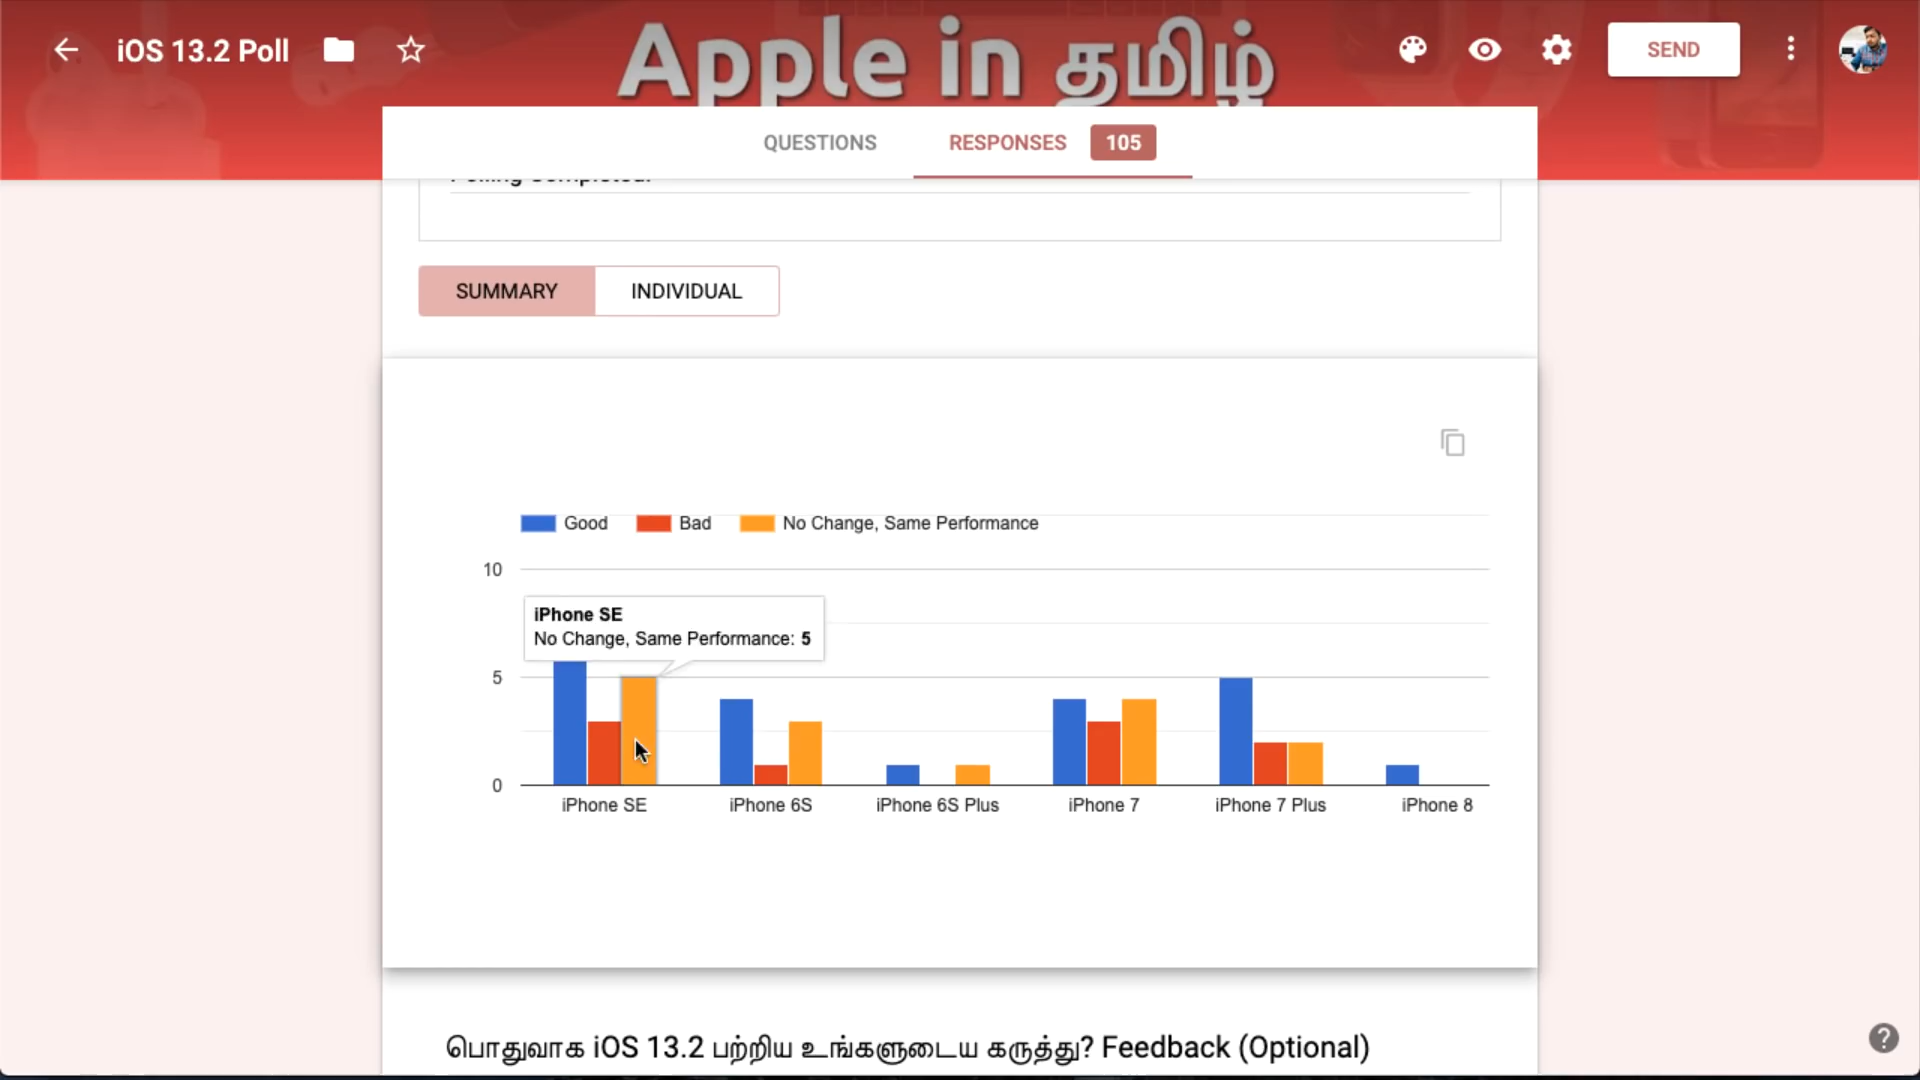 Apple in தமிழ்
iOS 13.2 Poll
SEND
QUESTIONS
RESPONSES 105
SUMMARY
INDIVIDUAL
Good
Bad
No Change, Same Performance
10
iPhone SE
No Change, Same Performance: 5
5
0
iPhone SE
iPhone 6S
iPhone 6S Plus
iPhone 7
iPhone 7 Plus
iPhone 8
பொதுவாக iOS 13.2 பற்றிய உங்களுடைய கருத்து? Feedback (Optional)